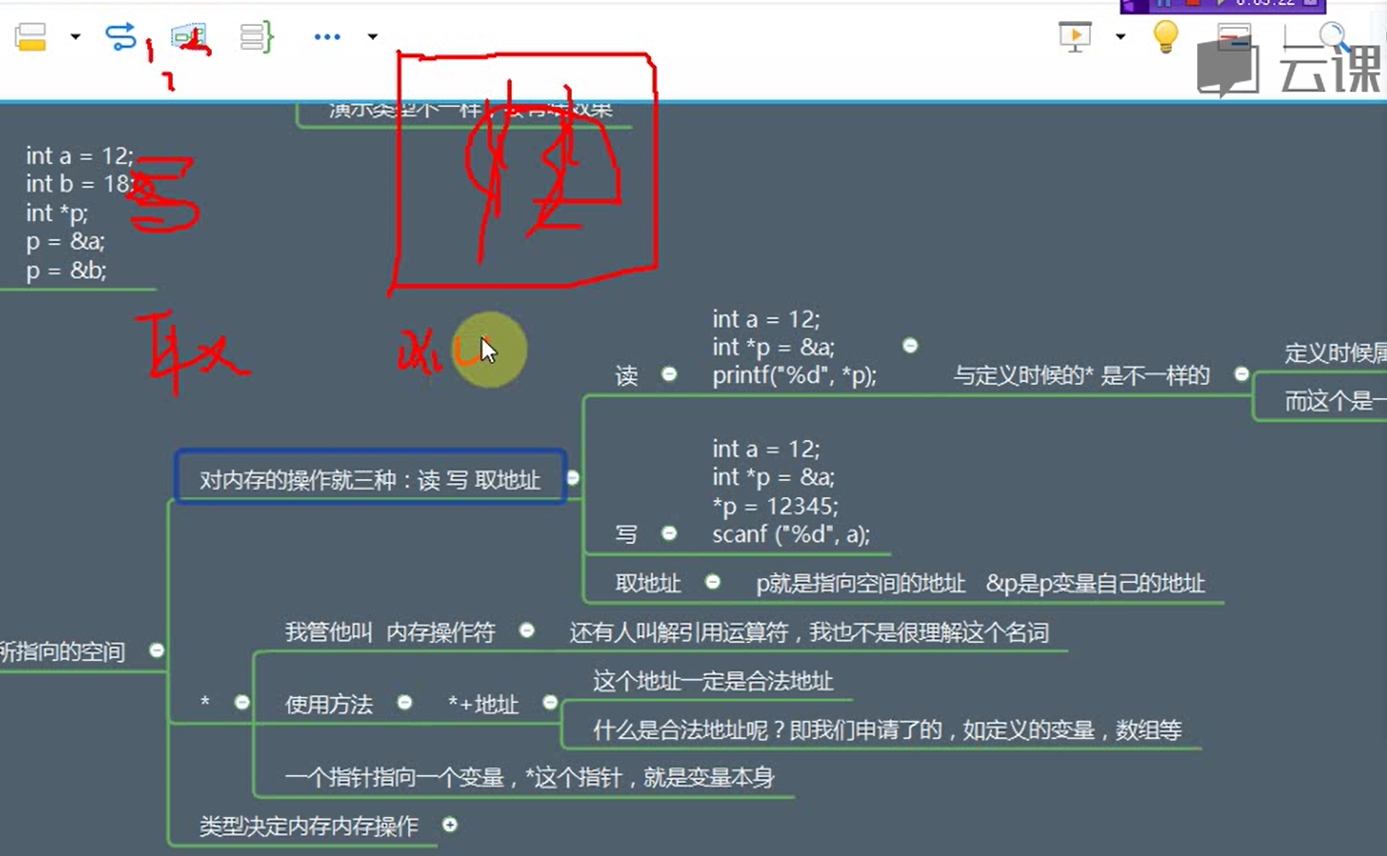 云课
演示类型不一样
效果
int a = 12;
int b = 18;
int *p;
p = &a;
p = &b;
写
取
int a = 12;
int *p = &a;
读
printf("%d", *p);
与定义时候的* 是不一样的
定义时候属
而这个是一
int a = 12;
int *p = &a;
*p = 12345;
写
scanf ("%d", a);
对内存的操作就三种：读 写 取地址
取地址
p就是指向空间的地址 &p是p变量自己的地址
所指向的空间
我管他叫 内存操作符
还有人叫解引用运算符，我也不是很理解这个名词
*
使用方法
*+地址
这个地址一定是合法地址
什么是合法地址呢？即我们申请了的，如定义的变量，数组等
一个指针指向一个变量，*这个指针，就是变量本身
类型决定内存内存操作